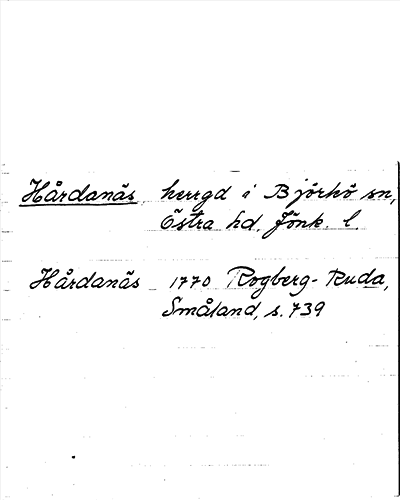 Hårdanäs herrgd i Björkö sn,
Östra hd. Jönk. l.
Hårdanäs 1770 Rogberg-Ruda,
Småland, s. 739